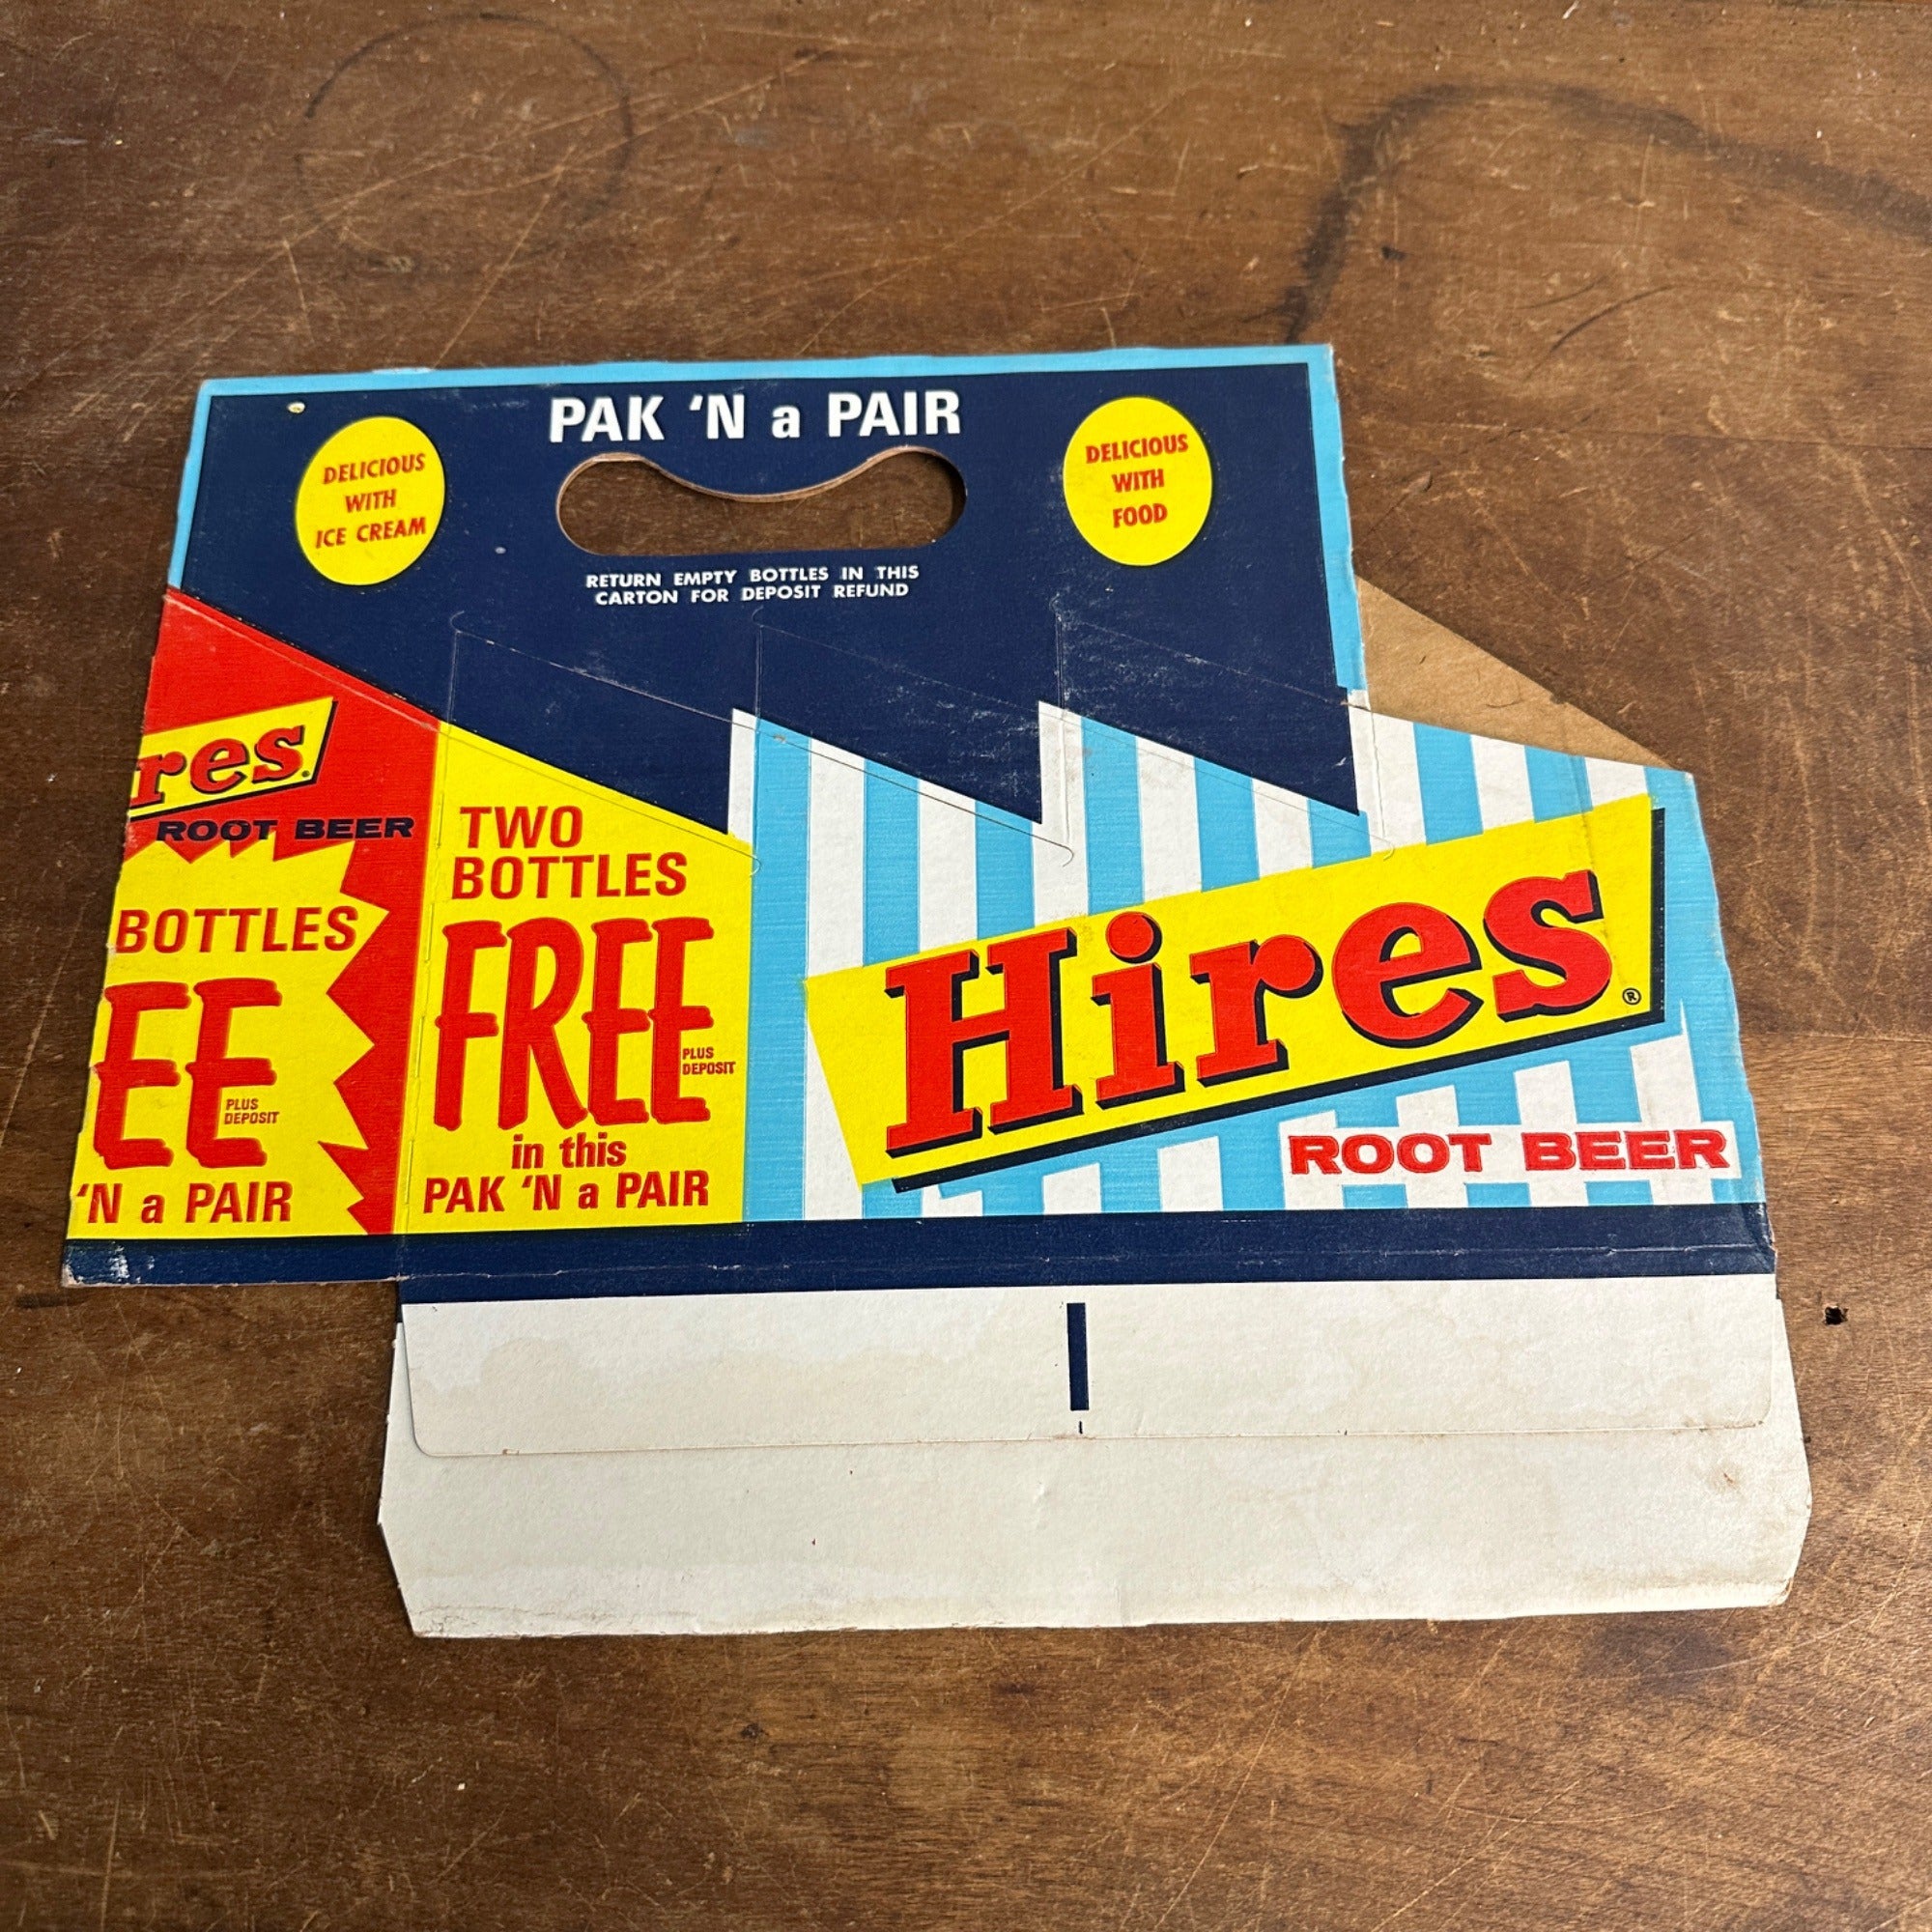 PAK 'N a PAIR
DELICIOUS
WITH
ICE CREAM
DELICIOUS
WITH
FOOD
RETURN EMPTY BOTTLES IN THIS
CARTON FOR DEPOSIT REFUND
res.
ROOT BEER
BOTTLES
EE
PLUS
DEPOSIT
'N a PAIR
TWO
BOTTLES
FREE
PLUS
DEPOSIT
in this
PAK 'N a PAIR
Hires®
ROOT BEER